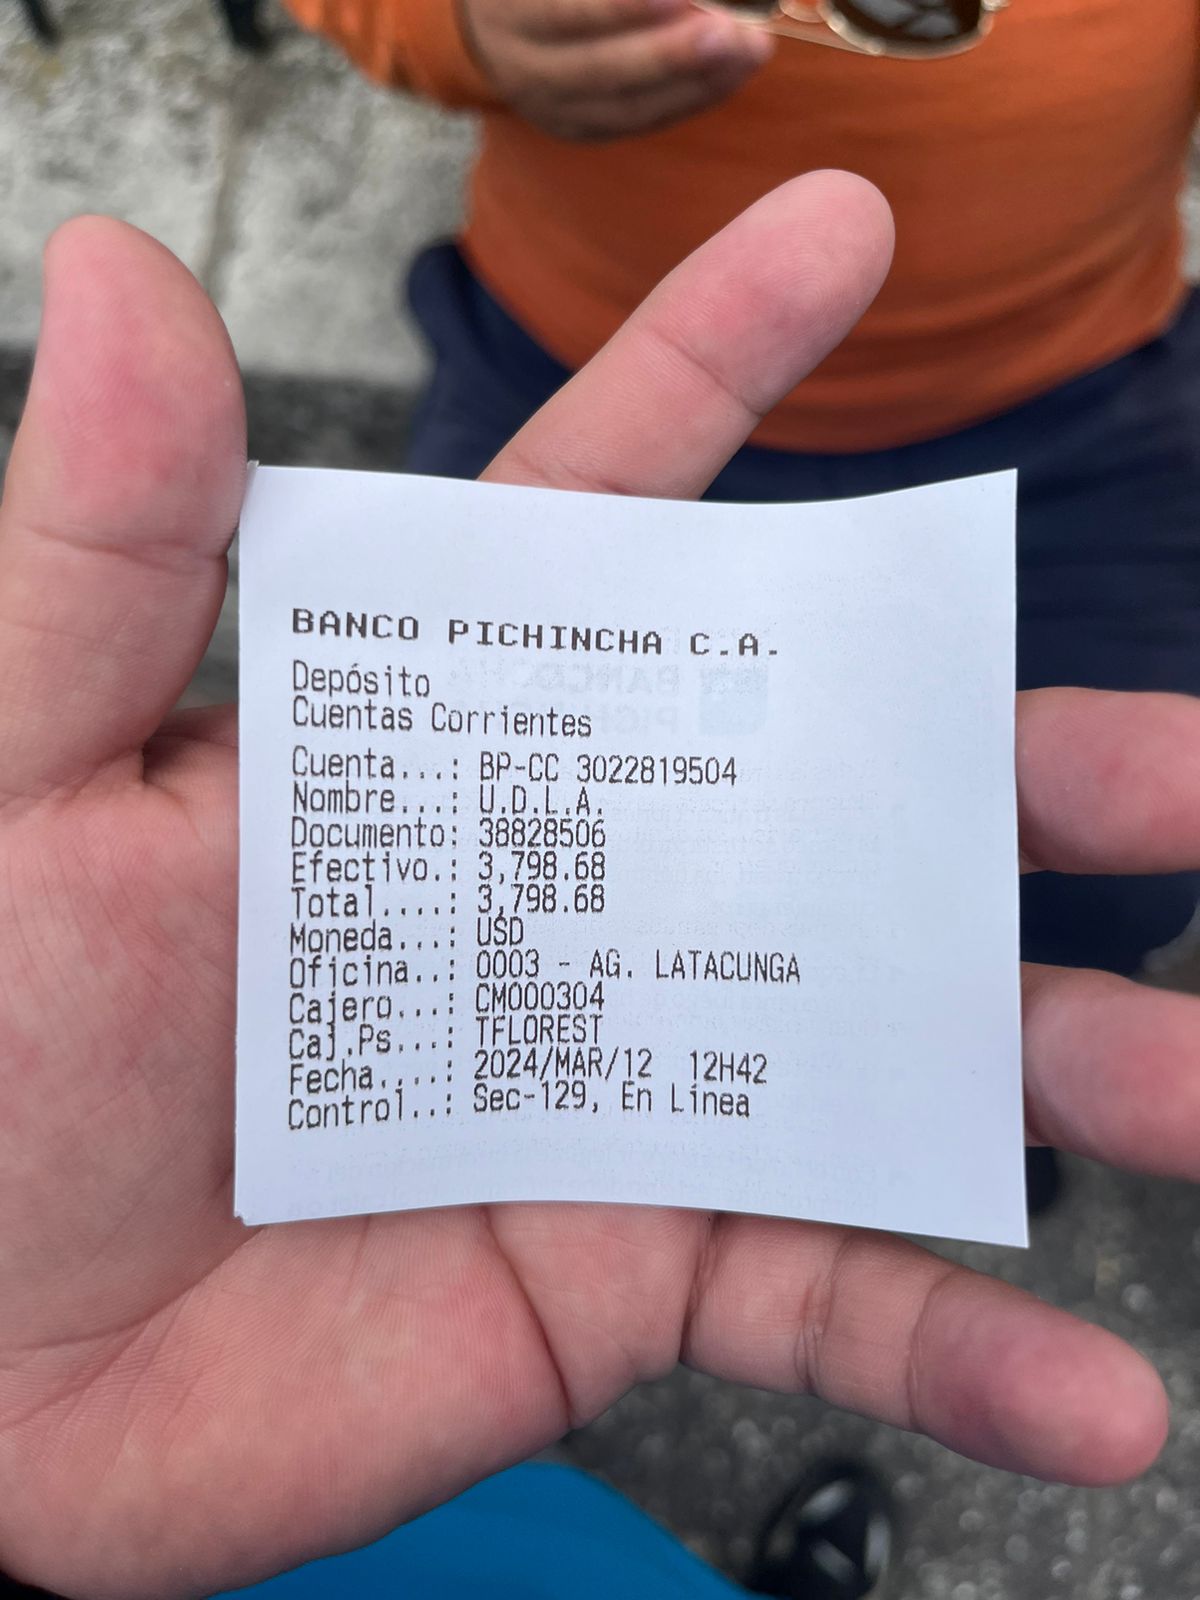 BANCO PICHINCHA C.A.
Depósito
Cuentas Corrientes
Cuenta...: BP-CC 3022819504
Nombre...: U.D.L.A.
Documento: 38828506
Efectivo.: 3,798.68
Total....: 3,798.68
Moneda...: USD
Oficina..: 0003 - AG. LATACUNGA
Cajero...: CM000304
Caj.Ps...: TFLOREST
Fecha....: 2024/MAR/12 12H42
Control..: Sec-129, En Línea